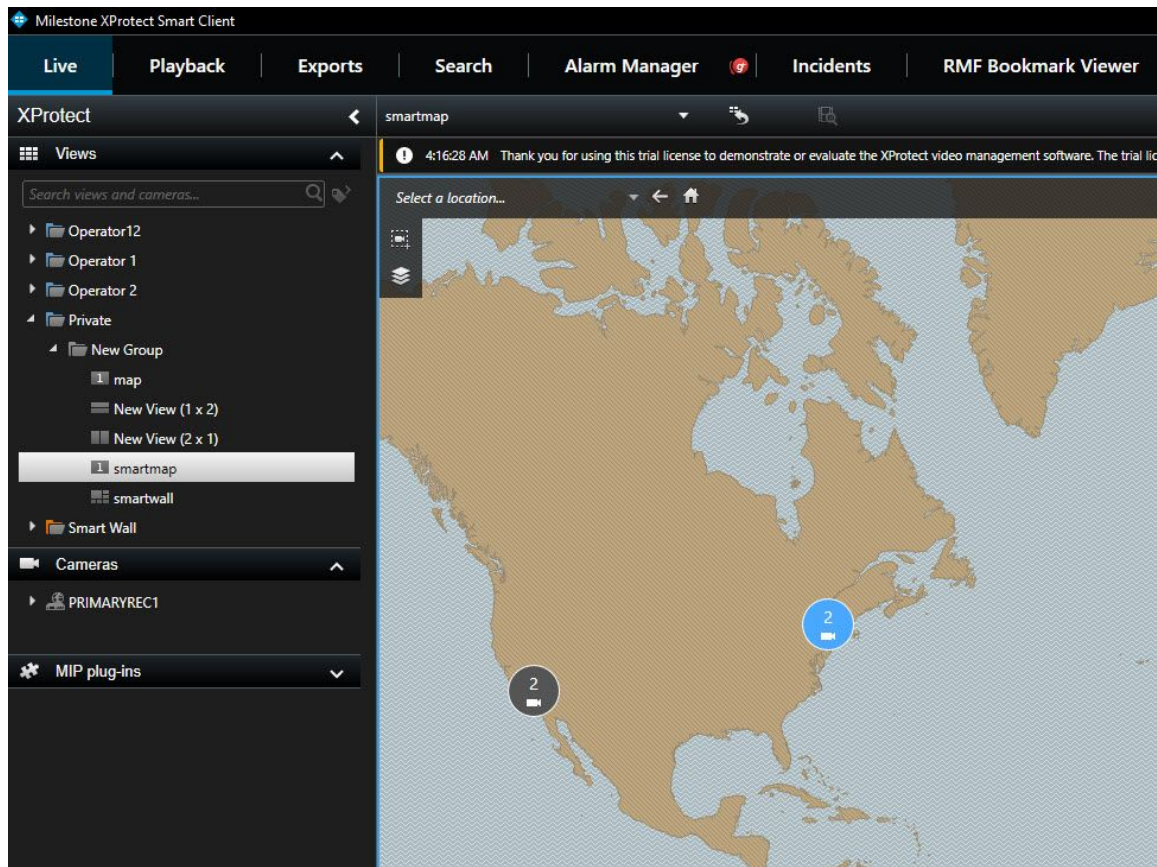 Milestone XProtect Smart Client
Live Playback Exports Search Alarm Manager Incidents RMF Bookmark Viewer
XProtect
smartmap
Views
4:16:28 AM Thank you for using this trial license to demonstrate or evaluate the XProtect video management software. The trial lic
Search views and cameras...
Select a location...
Operator12
Operator 1
Operator 2
Private
New Group
1 map
New View (1 x 2)
New View (2 x 1)
1 smartmap
smartwall
Smart Wall
Cameras
PRIMARYREC1
2
MIP plug-ins
2